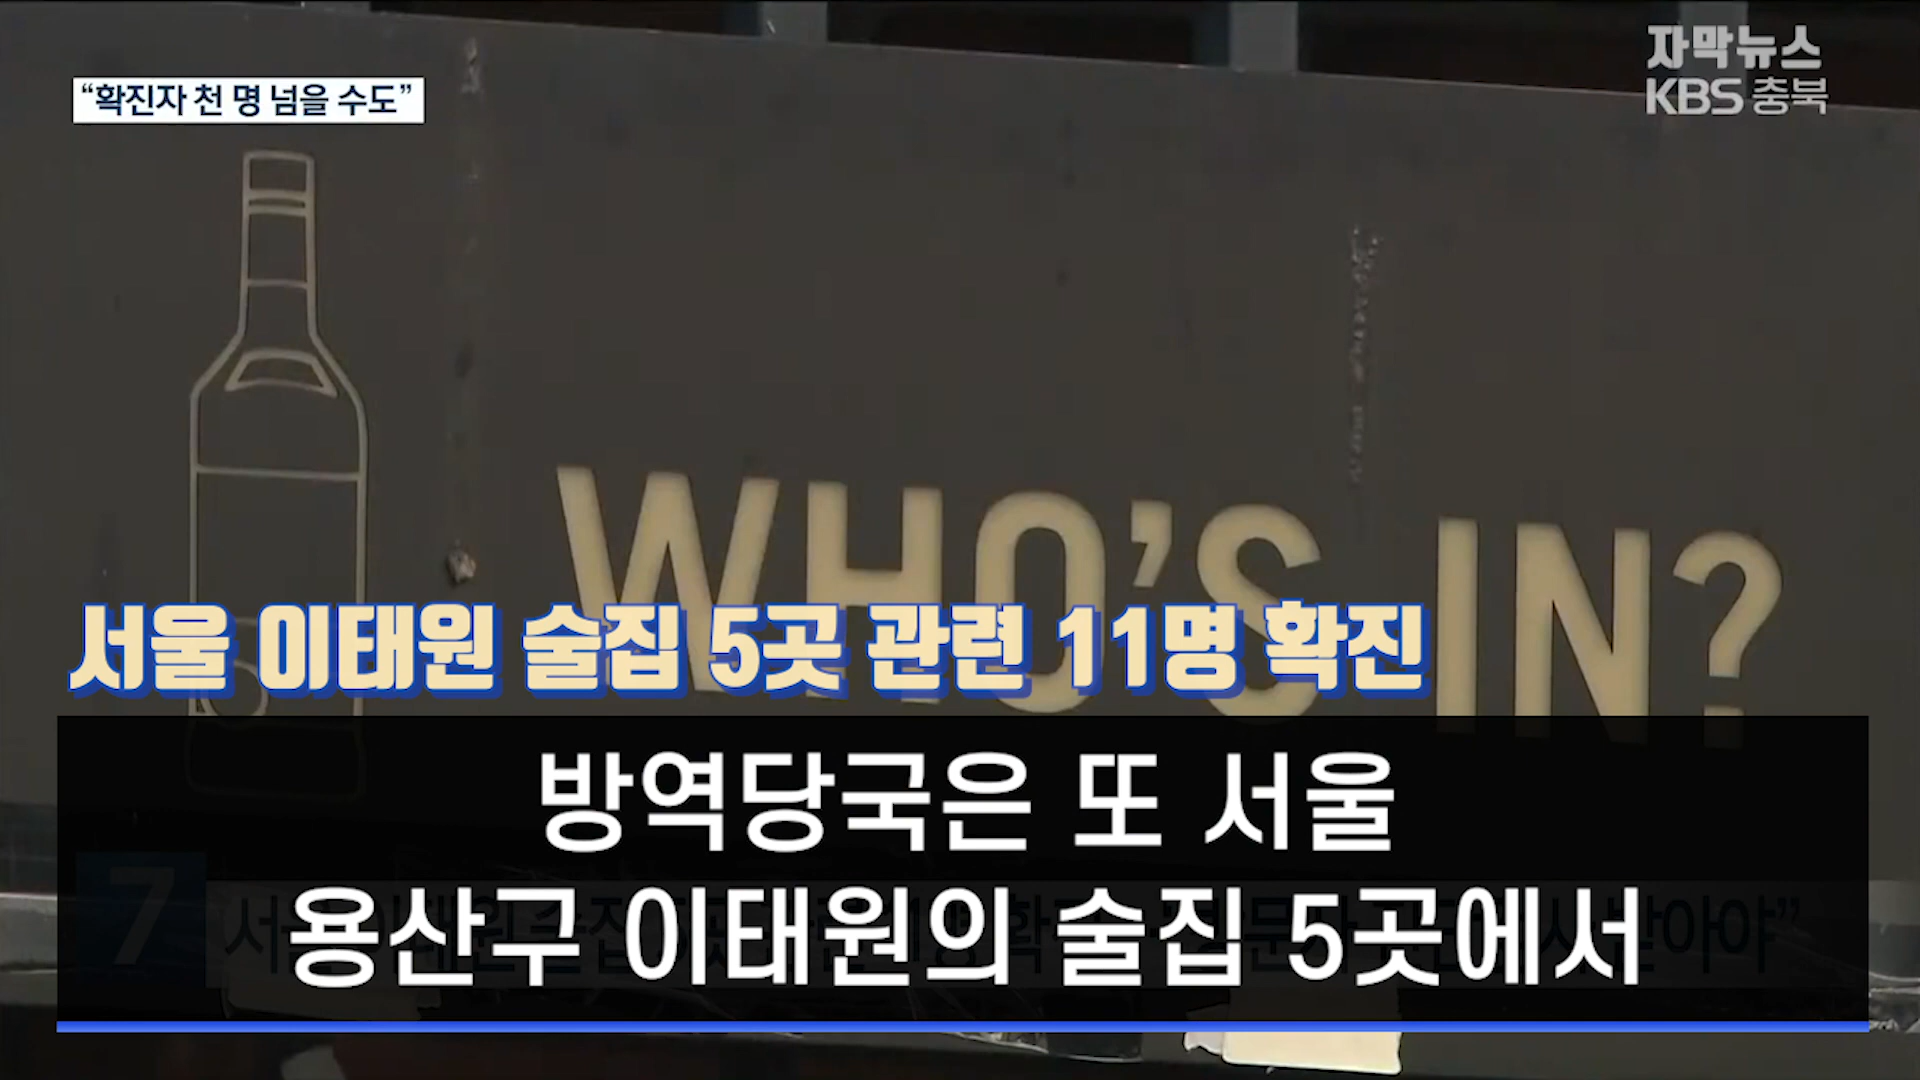 “확진자 천 명 넘을 수도”
자막뉴스
KBS 충북
WHO'S IN?
서울 이태원 술집 5곳 관련 11명 확진
방역당국은 또 서울
용산구 이태원의 술집 5곳에서
7